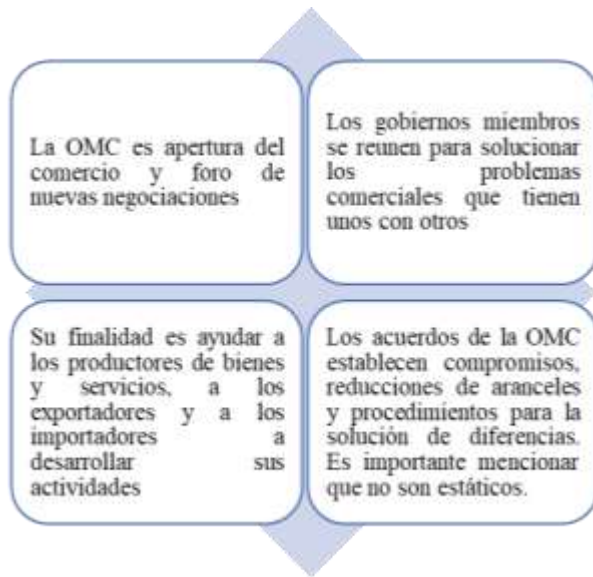 La OMC es apertura del
comercio y foro de
nuevas negociaciones
Los gobiernos miembros
se reunen para solucionar
los problemas
comerciales que tienen
unos con otros
Su finalidad es ayudar a
los productores de bienes
y servicios, a los
exportadores y a los
importadores a
desarrollar sus
actividades
Los acuerdos de la OMC
establecen compromisos,
reducciones de aranceles
y procedimientos para la
solución de diferencias.
Es importante mencionar
que no son estáticos.